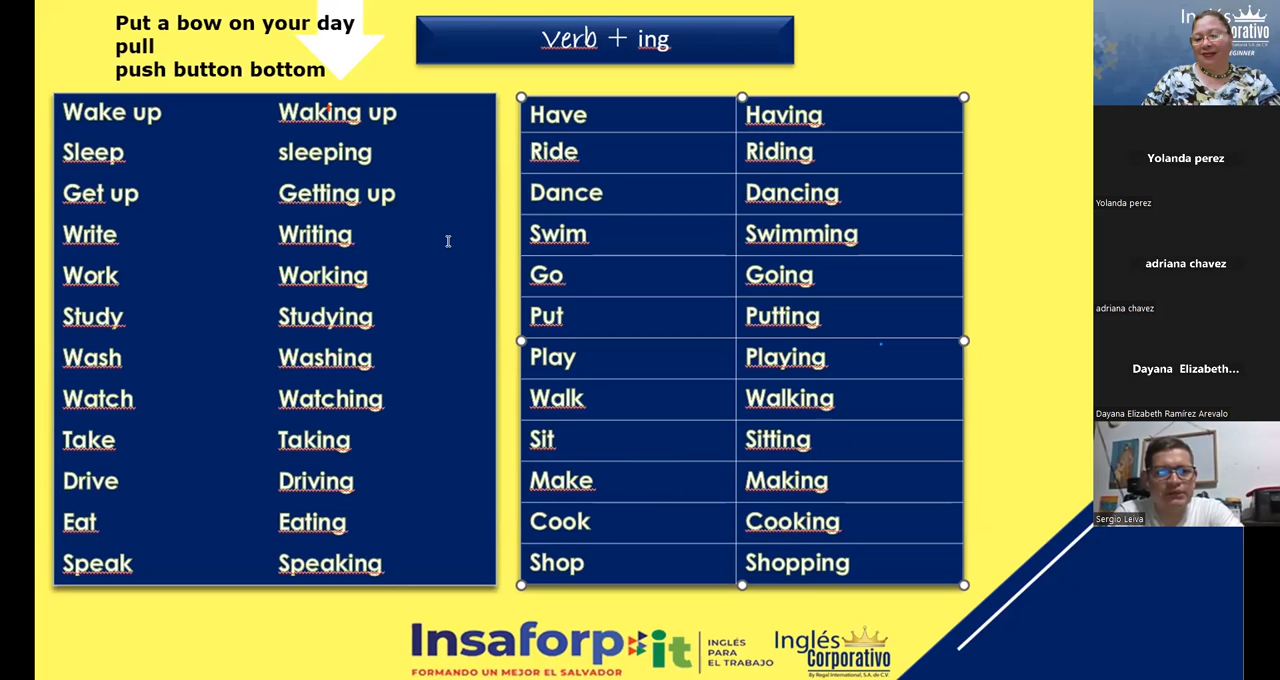 Put a bow on your day
pull
push button bottom
verb + ing
Wake up Waking up
Sleep sleeping
Get up Getting up
Write Writing
Work Working
Study Studying
Wash Washing
Watch Watching
Take Taking
Drive Driving
Eat Eating
Speak Speaking
Have Having
Ride Riding
Dance Dancing
Swim Swimming
Go Going
Put Putting
Play Playing
Walk Walking
Sit Sitting
Make Making
Cook Cooking
Shop Shopping
Insaforp it
FORMANDO UN MEJOR EL SALVADOR
INGLÉS
PARA
EL TRABAJO
Inglés
Corporativo
By Regal International, S.A. de C.V.
Yolanda perez
Yolanda perez
adriana chavez
adriana chavez
Dayana Elizabeth...
Dayana Elizabeth Ramírez Arevalo
Sergio Leiva